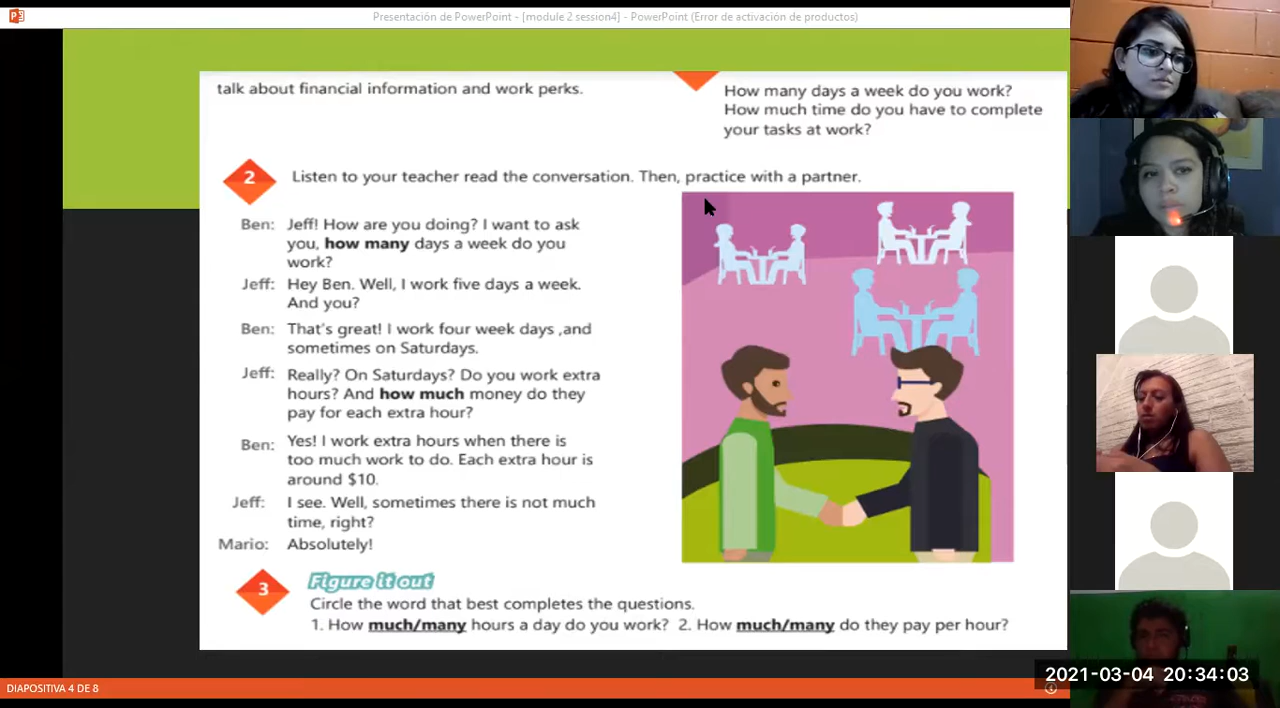 Presentación de PowerPoint - [module 2 session4] - PowerPoint (Error de activación de productos)
talk about financial information and work perks.
How many days a week do you work?
How much time do you have to complete
your tasks at work?
2 Listen to your teacher read the conversation. Then, practice with a partner.
Ben: Jeff! How are you doing? I want to ask
you, how many days a week do you
work?
Jeff: Hey Ben. Well, I work five days a week.
And you?
Ben: That's great! I work four week days ,and
sometimes on Saturdays.
Jeff: Really? On Saturdays? Do you work extra
hours? And how much money do they
pay for each extra hour?
Ben: Yes! I work extra hours when there is
too much work to do. Each extra hour is
around $10.
Jeff: I see. Well, sometimes there is not much
time, right?
Mario: Absolutely!
3 Figure it out
Circle the word that best completes the questions.
1. How much/many hours a day do you work? 2. How much/many do they pay per hour?
DIAPOSITIVA 4 DE 8
2021-03-04 20:34:03